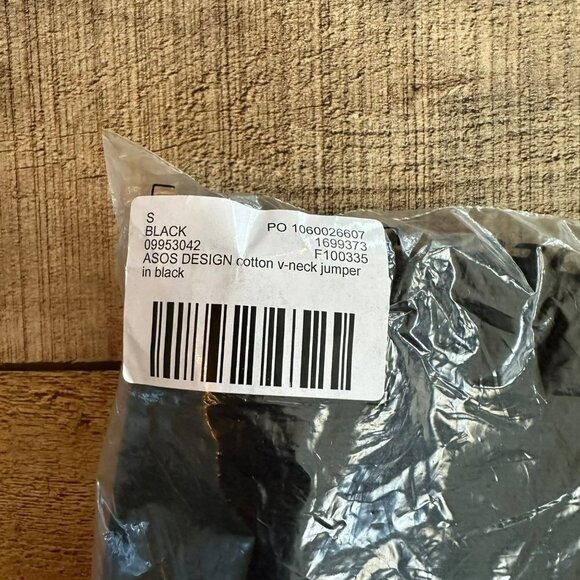 S
BLACK PO 1060026607
09953042 1699373
F100335
ASOS DESIGN cotton v-neck jumper
in black